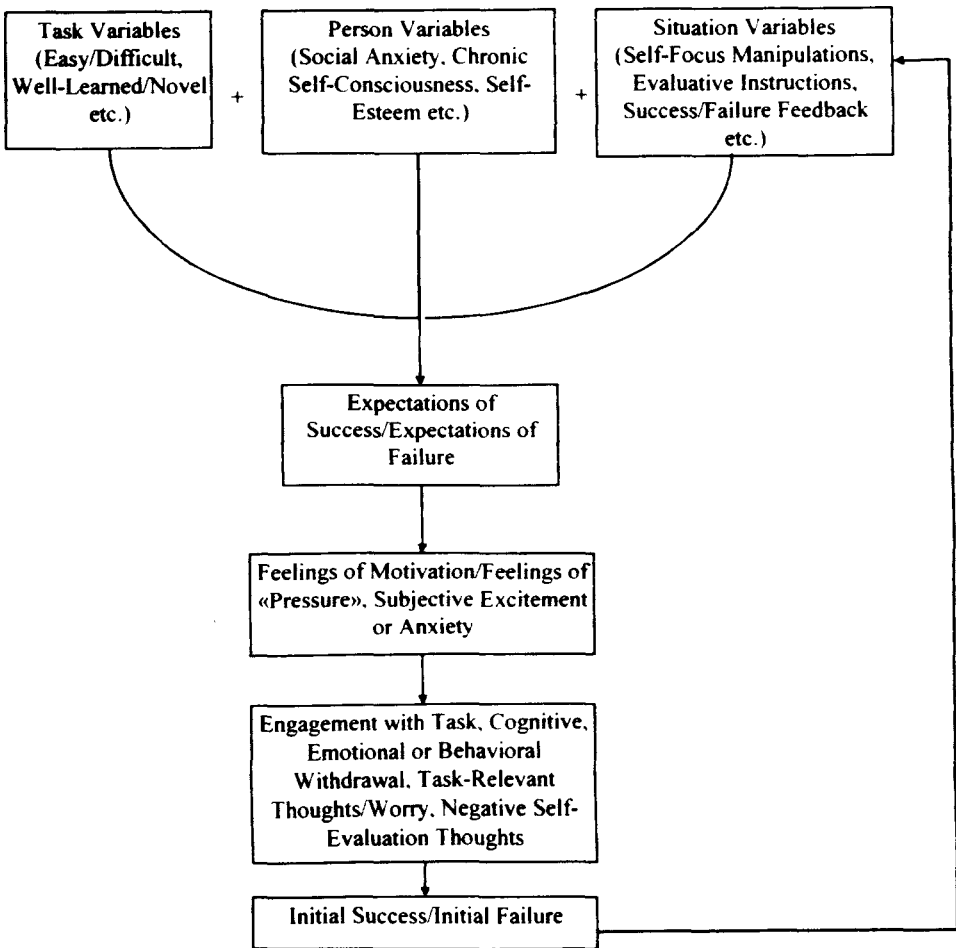 Task Variables
(Easy/Difficult,
Well-Learned/Novel
etc.)
+
Person Variables
(Social Anxiety, Chronic
Self-Consciousness, Self-
Esteem etc.)
+
Situation Variables
(Self-Focus Manipulations,
Evaluative Instructions,
Success/Failure Feedback
etc.)
Expectations of
Success/Expectations of
Failure
Feelings of Motivation/Feelings of
«Pressure», Subjective Excitement
or Anxiety
Engagement with Task, Cognitive,
Emotional or Behavioral
Withdrawal, Task-Relevant
Thoughts/Worry, Negative Self-
Evaluation Thoughts
Initial Success/Initial Failure